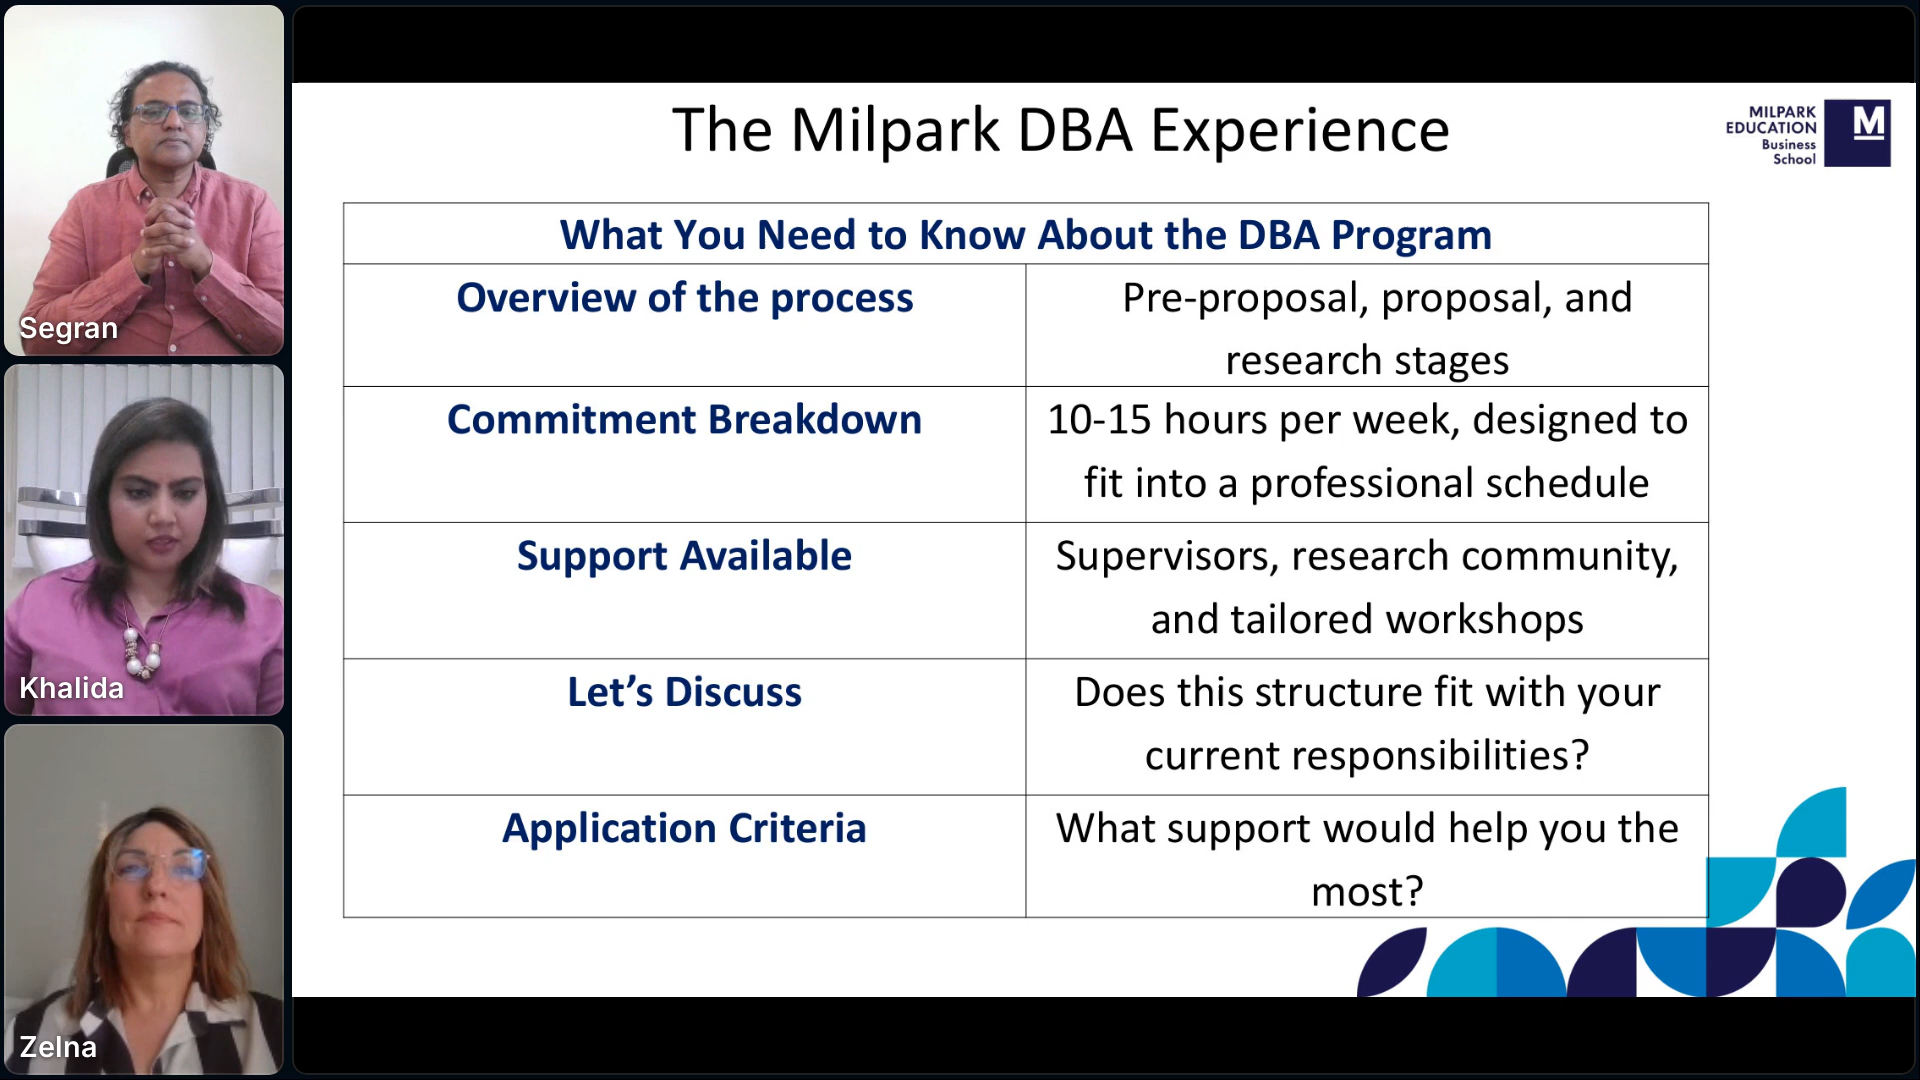 The Milpark DBA Experience
MILPARK
EDUCATION
Business
School
M
What You Need to Know About the DBA Program
Overview of the process
Pre-proposal, proposal, and
research stages
Commitment Breakdown
10-15 hours per week, designed to
fit into a professional schedule
Support Available
Supervisors, research community,
and tailored workshops
Let’s Discuss
Does this structure fit with your
current responsibilities?
Application Criteria
What support would help you the
most?
Segran
Khalida
Zelna